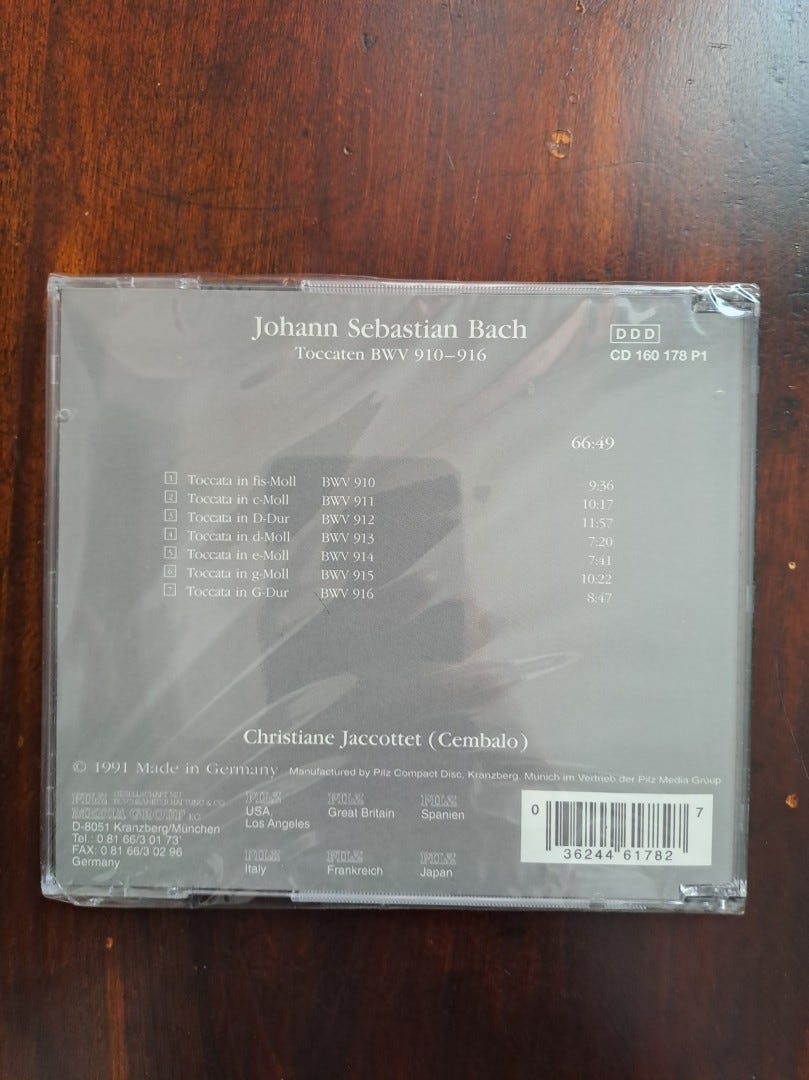 Johann Sebastian Bach
Toccaten BWV 910–916
DDD
CD 160 178 P1
66:49
1 Toccata in fis-Moll BWV 910 9:36
2 Toccata in c-Moll BWV 911 10:17
3 Toccata in D-Dur BWV 912 11:57
4 Toccata in d-Moll BWV 913 7:20
5 Toccata in e-Moll BWV 914 7:41
6 Toccata in g-Moll BWV 915 10:22
7 Toccata in G-Dur BWV 916 8:47
Christiane Jaccottet (Cembalo)
© 1991 Made in Germany Manufactured by Pilz Compact Disc, Kranzberg, Munich im Vertrieb der Pilz Media Group
PILZ GESELLSCHAFT MIT
& CO
MEDIA GROUP KG
D-8051 Kranzberg/München
Tel.: 0 81 66/3 01 73
FAX: 0 81 66/3 02 96
Germany
PILZ
USA,
Los Angeles
PILZ
Great Britain
PILZ
Spanien
PILZ
Italy
PILZ
Frankreich
PILZ
Japan
0 36244 61782 7